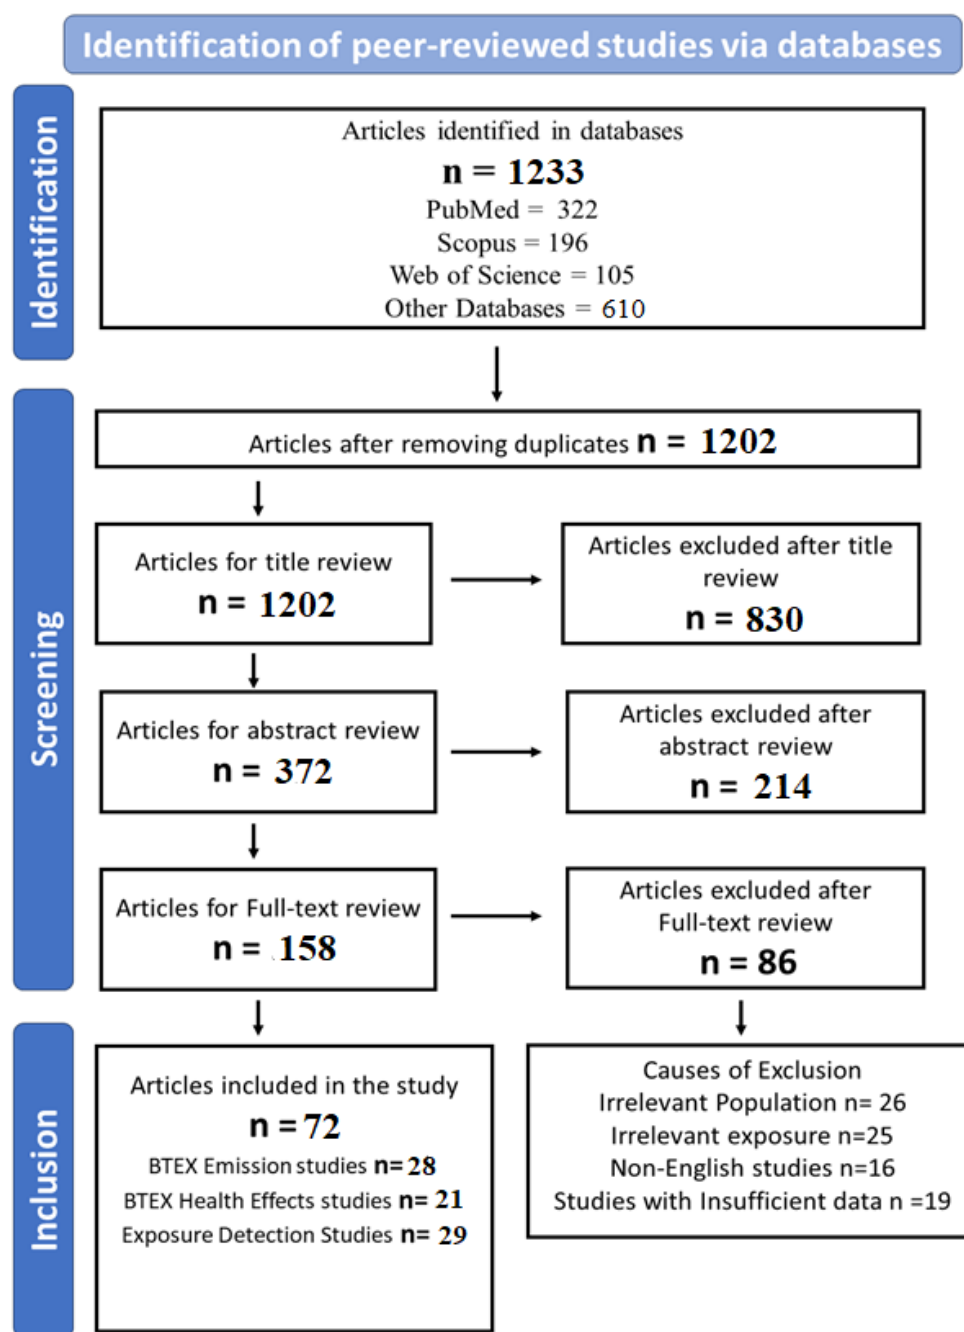 Identification of peer-reviewed studies via databases
Identification
Articles identified in databases
n = 1233
PubMed = 322
Scopus = 196
Web of Science = 105
Other Databases = 610
Screening
Articles after removing duplicates n = 1202
Articles for title review
n = 1202
Articles excluded after title
review
n = 830
Articles for abstract review
n = 372
Articles excluded after
abstract review
n = 214
Articles for Full-text review
n = .158
Articles excluded after
Full-text review
n = 86
Inclusion
Articles included in the study
n = 72
BTEX Emission studies n= 28
BTEX Health Effects studies n= 21
Exposure Detection Studies n= 29
Causes of Exclusion
Irrelevant Population n= 26
Irrelevant exposure n=25
Non-English studies n=16
Studies with Insufficient data n =19